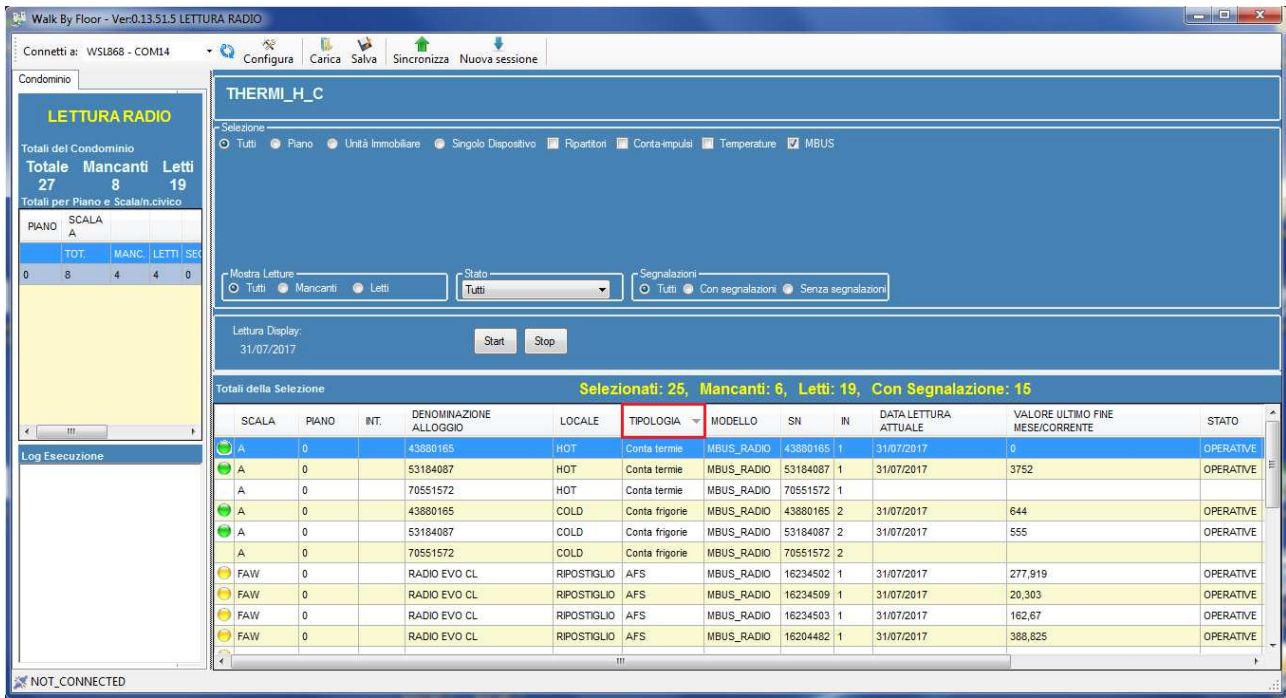 Walk By Floor - Ver:0.13.51.5 LETTURA RADIO
Connetti a: WSL868 - COM14 Configura Carica Salva Sincronizza Nuova sessione
Condominio
LETTURA RADIO
Totali del Condominio
Totale Mancanti Letti
27 8 19
Totali per Piano e Scala/n.civico
PIANO SCALA A
TOT. MANC. LETTI SEC
0 8 4 4 0
Log Esecuzione
THERMI_H_C
Selezione
Tutti Piano Unità Immobiliare Singolo Dispositivo Ripartitori Conta-impulsi Temperature MBUS
Mostra Letture
Tutti Mancanti Letti
Stato
Tutti
Segnalazioni
Tutti Con segnalazioni Senza segnalazioni
Lettura Display:
31/07/2017
Start Stop
Totali della Selezione Selezionati: 25, Mancanti: 6, Letti: 19, Con Segnalazione: 15
SCALA PIANO INT. DENOMINAZIONE ALLOGGIO LOCALE TIPOLOGIA MODELLO SN IN DATA LETTURA ATTUALE VALORE ULTIMO FINE MESE/CORRENTE STATO
A 0 43880165 HOT Conta termie MBUS_RADIO 43880165 1 31/07/2017 0 OPERATIVE
A 0 53184087 HOT Conta termie MBUS_RADIO 53184087 1 31/07/2017 3752 OPERATIVE
A 0 70551572 HOT Conta termie MBUS_RADIO 70551572 1
A 0 43880165 COLD Conta frigorie MBUS_RADIO 43880165 2 31/07/2017 644 OPERATIVE
A 0 53184087 COLD Conta frigorie MBUS_RADIO 53184087 2 31/07/2017 555 OPERATIVE
A 0 70551572 COLD Conta frigorie MBUS_RADIO 70551572 2
FAW 0 RADIO EVO CL RIPOSTIGLIO AFS MBUS_RADIO 16234502 1 31/07/2017 277,919 OPERATIVE
FAW 0 RADIO EVO CL RIPOSTIGLIO AFS MBUS_RADIO 16234509 1 31/07/2017 20,303 OPERATIVE
FAW 0 RADIO EVO CL RIPOSTIGLIO AFS MBUS_RADIO 16234503 1 31/07/2017 162,67 OPERATIVE
FAW 0 RADIO EVO CL RIPOSTIGLIO AFS MBUS_RADIO 16204482 1 31/07/2017 388,825 OPERATIVE
NOT_CONNECTED